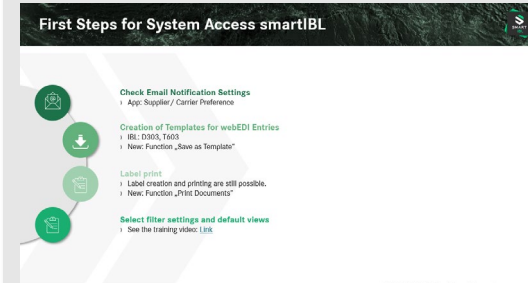 First Steps for System Access smartIBL
SMART
Check Email Notification Settings
› App: Supplier/ Carrier Preference
Creation of Templates for webEDI Entries
› IBL: D303, T603
› New: Function „Save as Template"
Label print
› Label creation and printing are still possible.
› New: Function „Print Documents"
Select filter settings and default views
› See the training video: Link